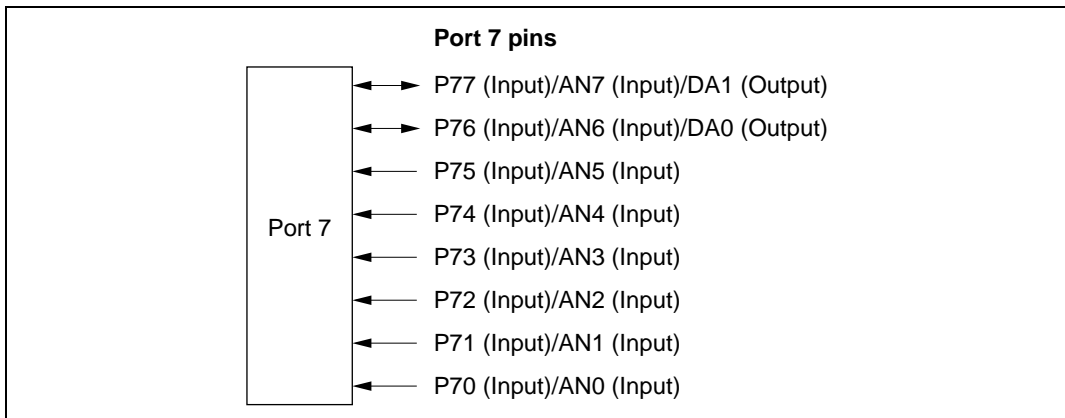 Port 7 pins
P77 (Input)/AN7 (Input)/DA1 (Output)
P76 (Input)/AN6 (Input)/DA0 (Output)
P75 (Input)/AN5 (Input)
P74 (Input)/AN4 (Input)
Port 7
P73 (Input)/AN3 (Input)
P72 (Input)/AN2 (Input)
P71 (Input)/AN1 (Input)
P70 (Input)/AN0 (Input)